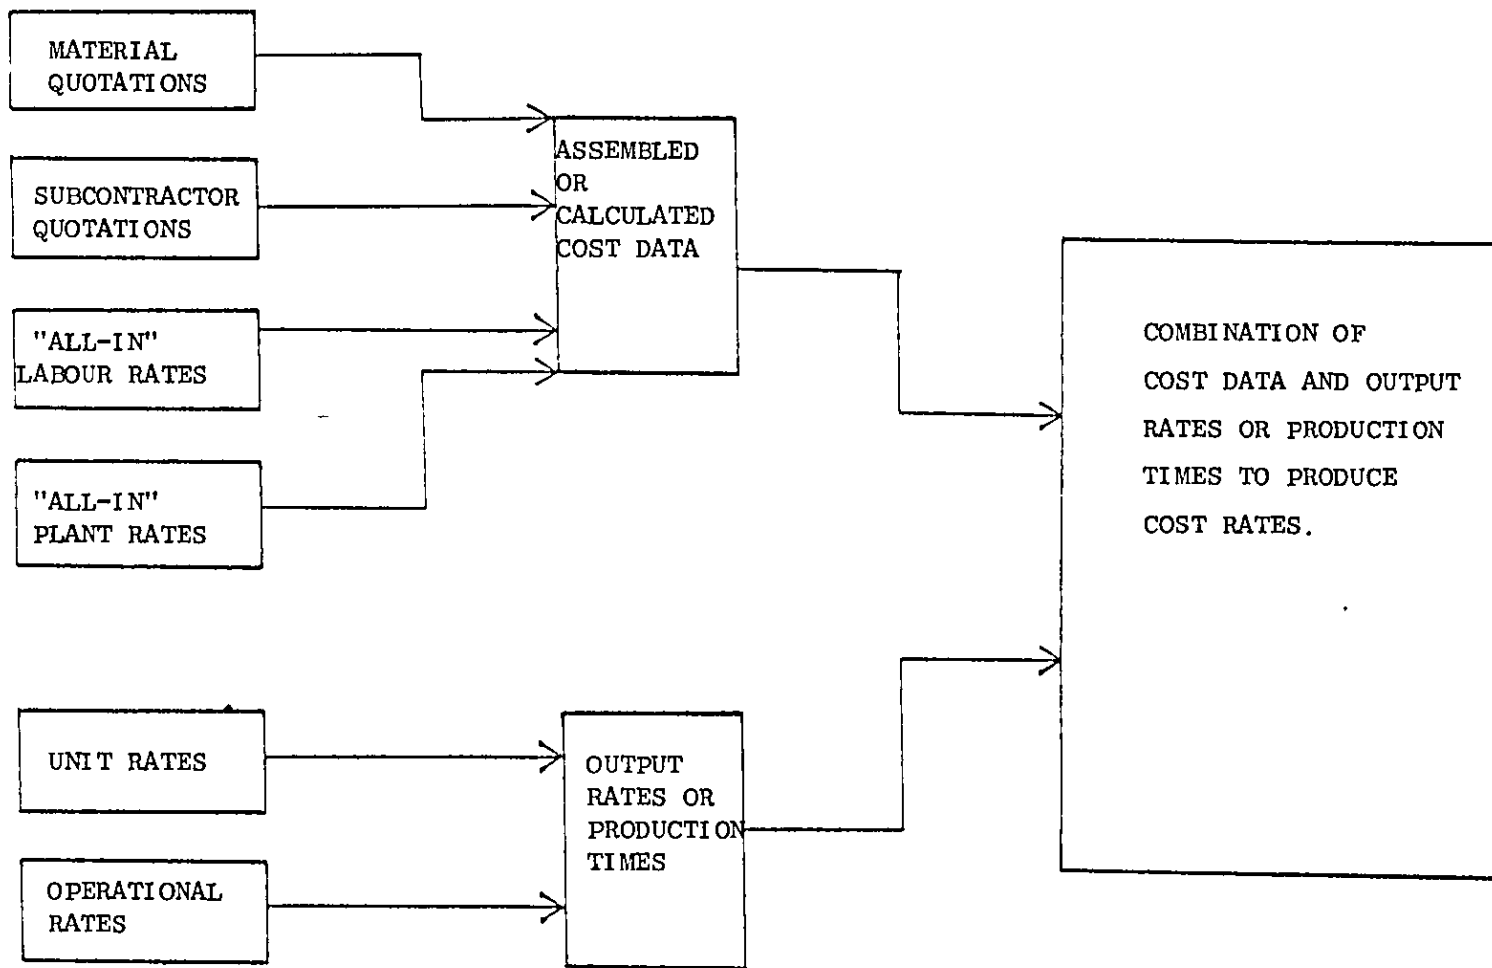 MATERIAL
QUOTATIONS
SUBCONTRACTOR
QUOTATIONS
"ALL-IN"
LABOUR RATES
"ALL-IN"
PLANT RATES
ASSEMBLED
OR
CALCULATED
COST DATA
UNIT RATES
OPERATIONAL
RATES
OUTPUT
RATES OR
PRODUCTION
TIMES
COMBINATION OF
COST DATA AND OUTPUT
RATES OR PRODUCTION
TIMES TO PRODUCE
COST RATES.